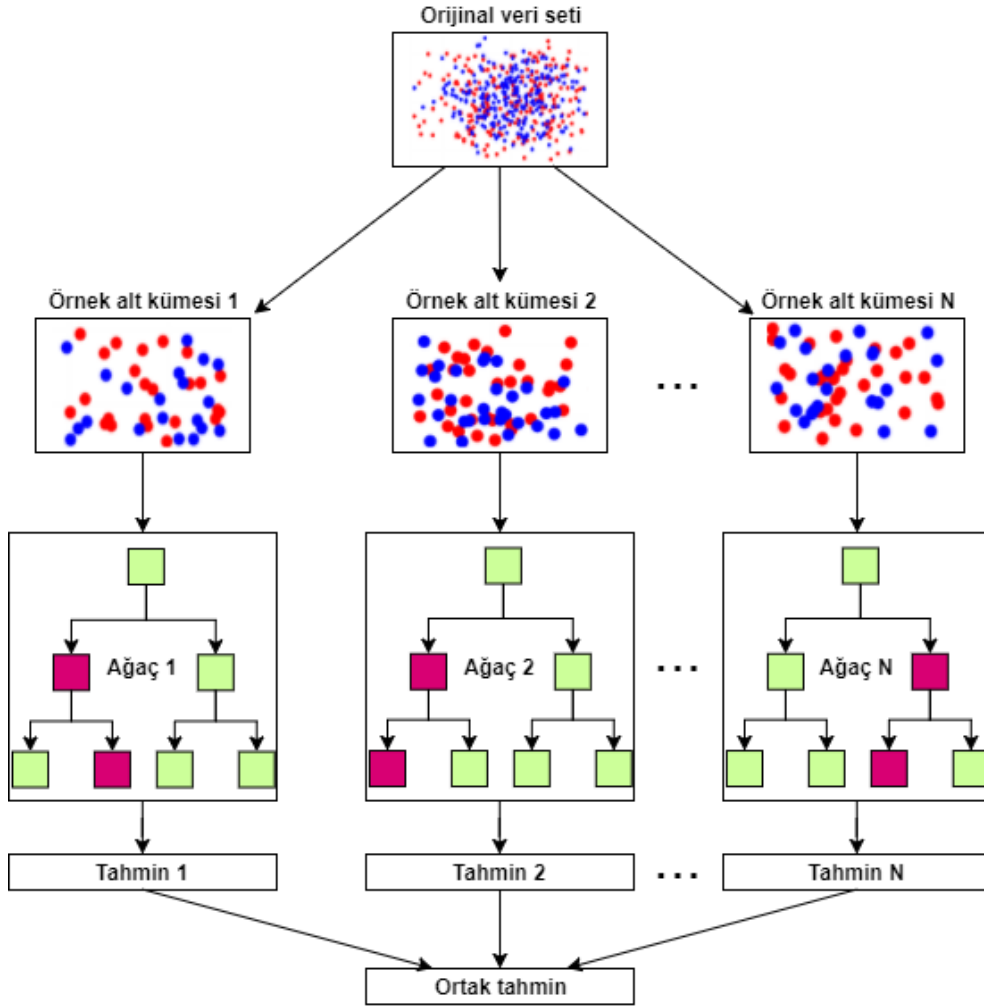 Orijinal veri seti
Örnek alt kümesi 1
Örnek alt kümesi 2
Örnek alt kümesi N
...
Ağaç 1
Ağaç 2
...
Ağaç N
Tahmin 1
Tahmin 2
...
Tahmin N
Ortak tahmin